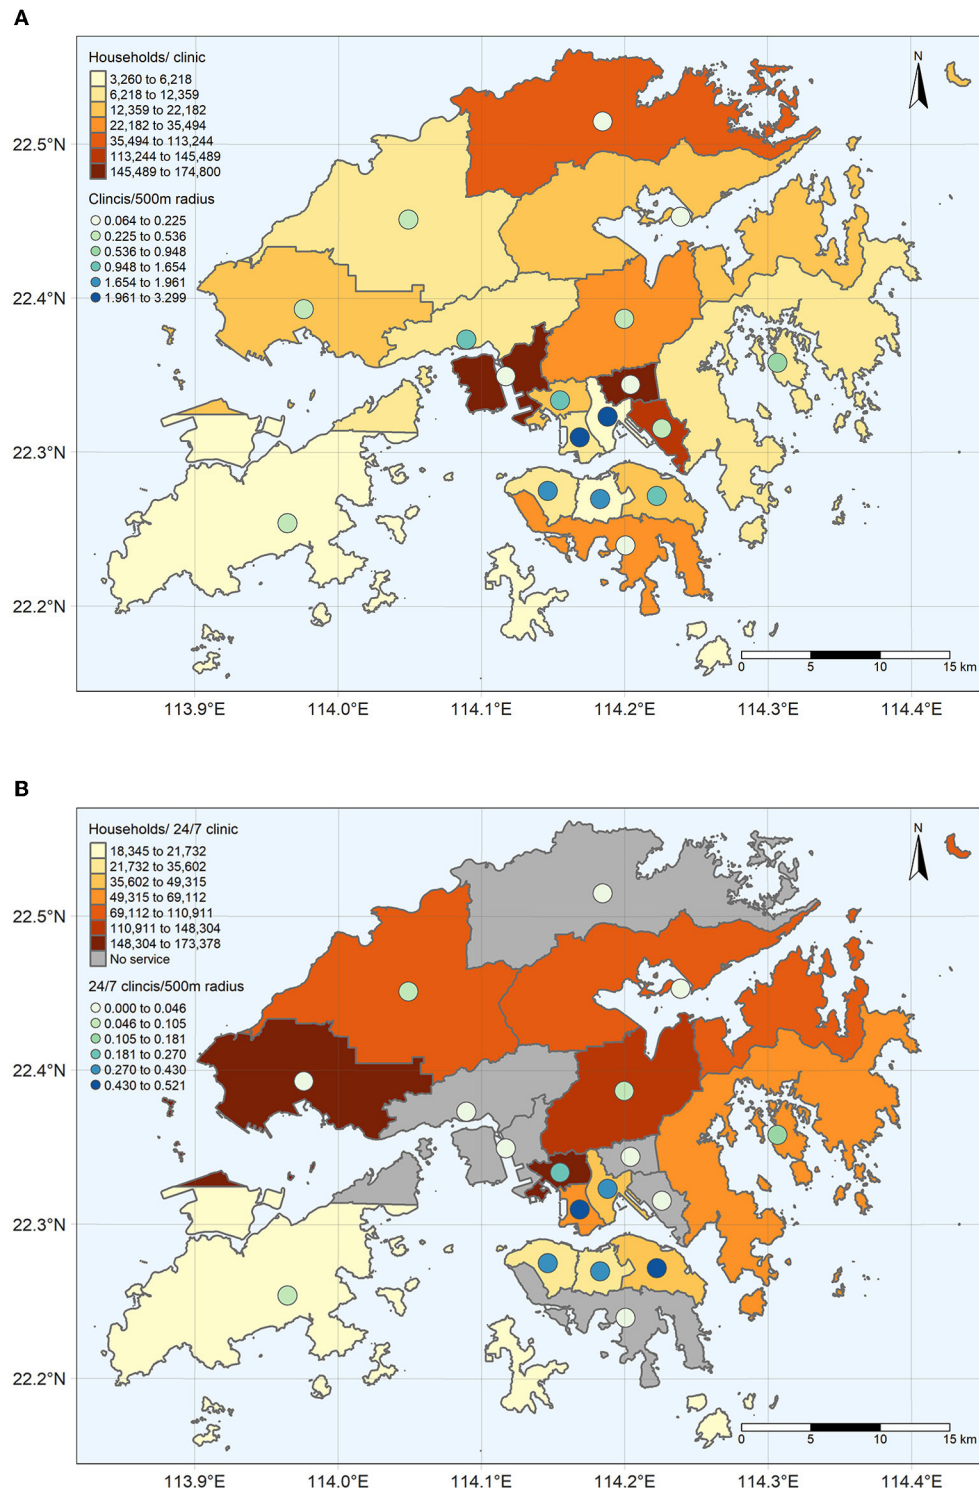 A
Households/ clinic
3,260 to 6,218
6,218 to 12,359
12,359 to 22,182
22,182 to 35,494
35,494 to 113,244
113,244 to 145,489
145,489 to 174,800
Clincis/500m radius
0.064 to 0.225
0.225 to 0.536
0.536 to 0.948
0.948 to 1.654
1.654 to 1.961
1.961 to 3.299
N
22.5°N
22.4°N
22.3°N
22.2°N
0 5 10 15 km
113.9°E 114.0°E 114.1°E 114.2°E 114.3°E 114.4°E
B
Households/ 24/7 clinic
18,345 to 21,732
21,732 to 35,602
35,602 to 49,315
49,315 to 69,112
69,112 to 110,911
110,911 to 148,304
148,304 to 173,378
No service
24/7 clincis/500m radius
0.000 to 0.046
0.046 to 0.105
0.105 to 0.181
0.181 to 0.270
0.270 to 0.430
0.430 to 0.521
N
22.5°N
22.4°N
22.3°N
22.2°N
0 5 10 15 km
113.9°E 114.0°E 114.1°E 114.2°E 114.3°E 114.4°E